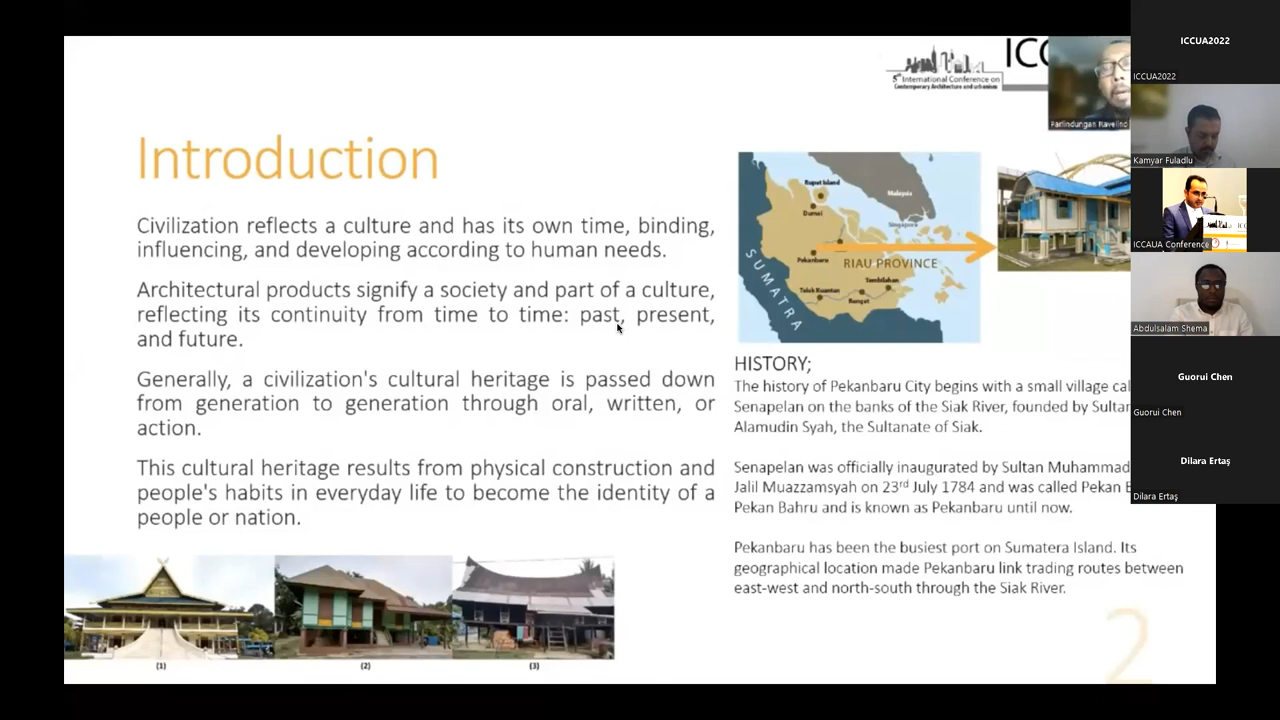 5th International Conference on
Contemporary Architecture and Urbanism
ICC
Introduction
Civilization reflects a culture and has its own time, binding,
influencing, and developing according to human needs.
Architectural products signify a society and part of a culture,
reflecting its continuity from time to time: past, present,
and future.
Generally, a civilization's cultural heritage is passed down
from generation to generation through oral, written, or
action.
This cultural heritage results from physical construction and
people's habits in everyday life to become the identity of a
people or nation.
(1)
(2)
(3)
Rupat Island
Dumai
Malaysia
Singapore
Pekanbaru
RIAU PROVINCE
Tembilahan
Teluk Kuantan
Rengat
SUMATRA
HISTORY;
The history of Pekanbaru City begins with a small village cal
Senapelan on the banks of the Siak River, founded by Sultan
Alamudin Syah, the Sultanate of Siak.
Senapelan was officially inaugurated by Sultan Muhammad
Jalil Muazzamsyah on 23rd July 1784 and was called Pekan
Pekan Bahru and is known as Pekanbaru until now.
Pekanbaru has been the busiest port on Sumatera Island. Its
geographical location made Pekanbaru link trading routes between
east-west and north-south through the Siak River.
2
Parlindungan Ravelino
ICCUA2022
ICCUA2022
Kamyar Fuladlu
ICCAUA Conference
Abdulsalam Shema
Guorui Chen
Guorui Chen
Dilara Ertaş
Dilara Ertaş